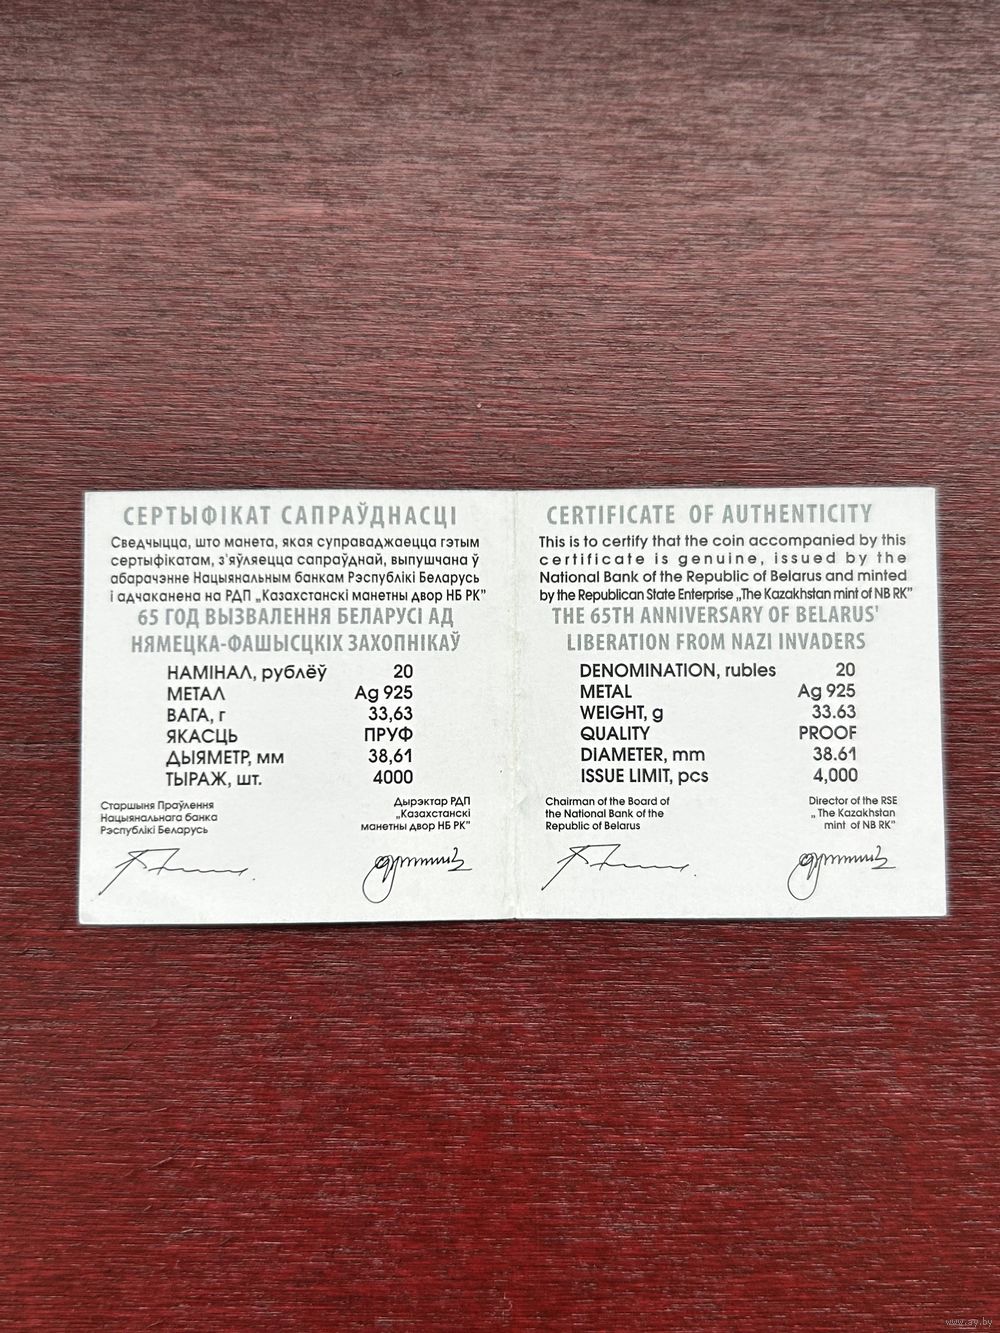 СЕРТЫФІКАТ САПРАЎДНАСЦІ
Сведчыцца, што манета, якая суправаджаецца гэтым
сертыфікатам, з'яўляецца сапраўднай, выпушчана ў
абарачэнне Нацыянальным банкам Рэспублікі Беларусь
і адчаканена на РДП „Казахстанскі манетны двор НБ РК"
65 ГОД ВЫЗВАЛЕННЯ БЕЛАРУСІ АД
НЯМЕЦКА-ФАШЫСЦКІХ ЗАХОПНІКАЎ
НАМІНАЛ, рублёў 20
МЕТАЛ Ag 925
ВАГА, г 33,63
ЯКАСЦЬ ПРУФ
ДЫЯМЕТР, мм 38,61
ТЫРАЖ, шт. 4000
Старшыня Праўлення
Нацыянальнага банка
Рэспублікі Беларусь
Дырэктар РДП
„Казахстанскі
манетны двор НБ РК"
CERTIFICATE OF AUTHENTICITY
This is to certify that the coin accompanied by this
certificate is genuine, issued by the
National Bank of the Republic of Belarus and minted
by the Republican State Enterprise „The Kazakhstan mint of NB RK"
THE 65TH ANNIVERSARY OF BELARUS'
LIBERATION FROM NAZI INVADERS
DENOMINATION, rubles 20
METAL Ag 925
WEIGHT, g 33.63
QUALITY PROOF
DIAMETER, mm 38.61
ISSUE LIMIT, pcs 4,000
Chairman of the Board of
the National Bank of the
Republic of Belarus
Director of the RSE
„The Kazakhstan
mint of NB RK"
www.ay.by